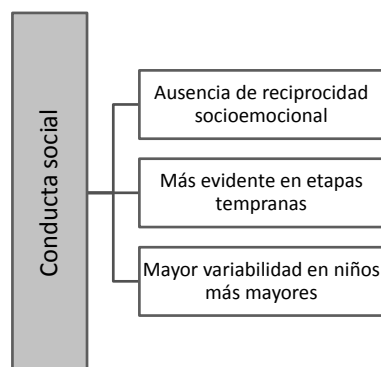 Conducta social
Ausencia de reciprocidad
socioemocional
Más evidente en etapas
tempranas
Mayor variabilidad en niños
más mayores